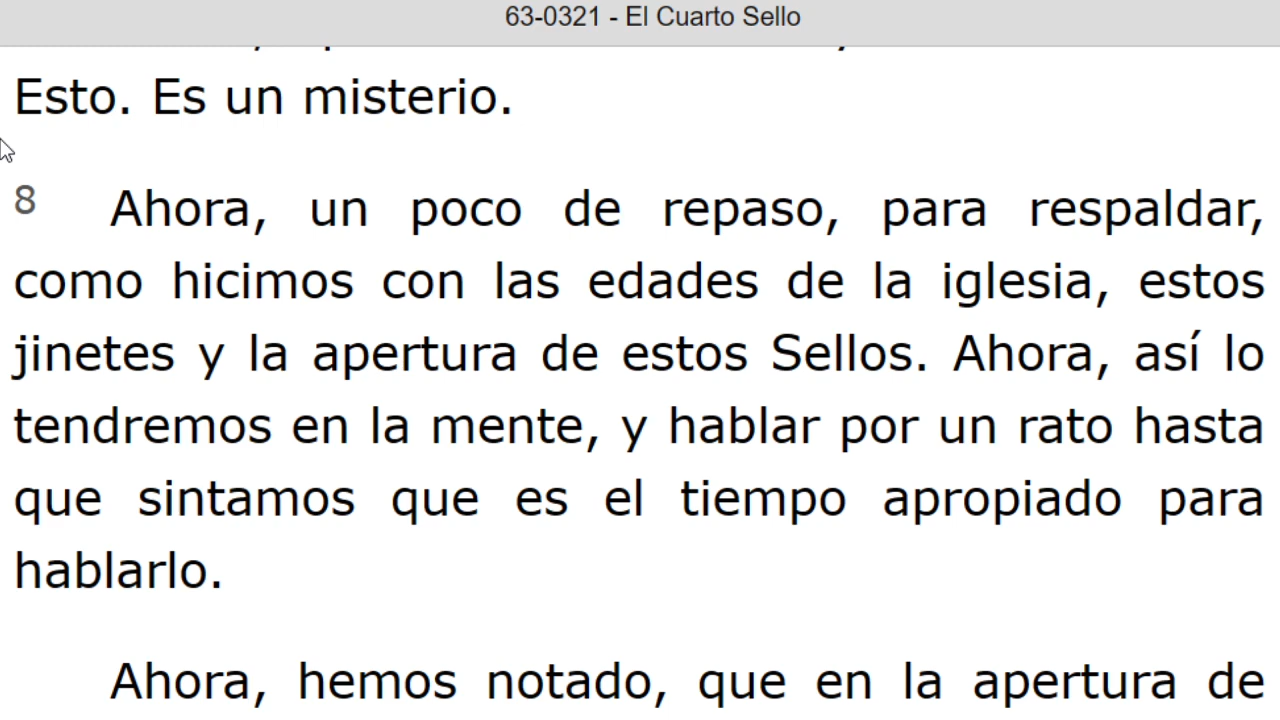 63-0321 - El Cuarto Sello
Esto. Es un misterio.
8 Ahora, un poco de repaso, para respaldar,
como hicimos con las edades de la iglesia, estos
jinetes y la apertura de estos Sellos. Ahora, así lo
tendremos en la mente, y hablar por un rato hasta
que sintamos que es el tiempo apropiado para
hablarlo.
Ahora, hemos notado, que en la apertura de